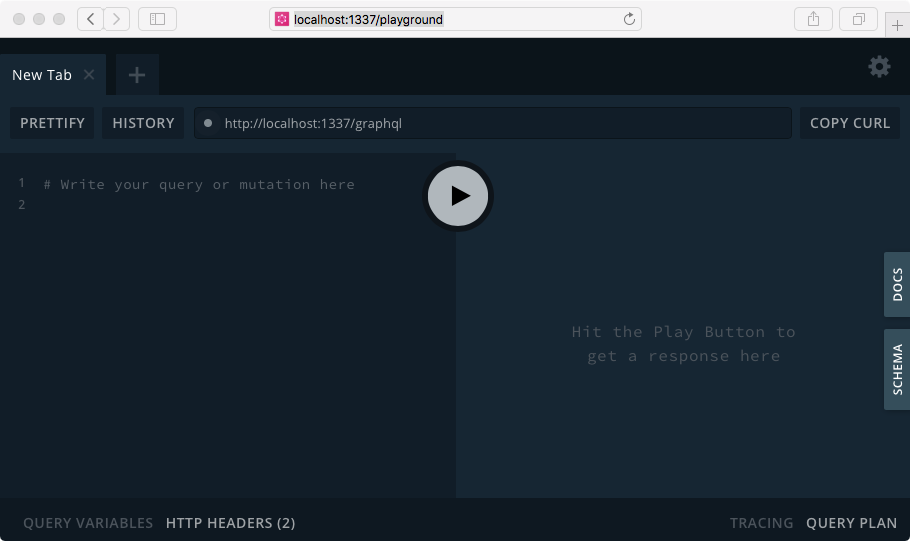 localhost:1337/playground
New Tab
PRETTIFY HISTORY http://localhost:1337/graphql COPY CURL
1 # Write your query or mutation here
2
Hit the Play Button to
get a response here
DOCS
SCHEMA
QUERY VARIABLES HTTP HEADERS (2) TRACING QUERY PLAN